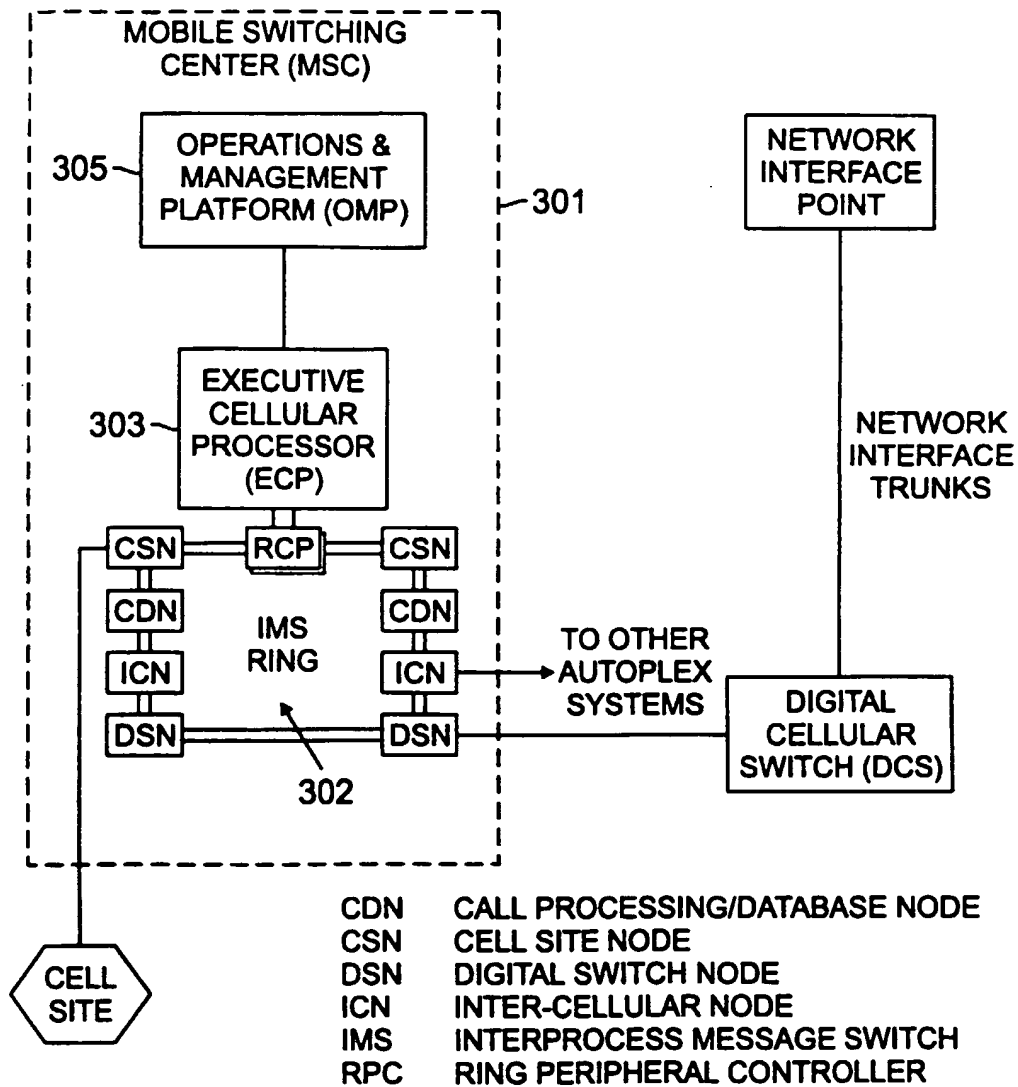 MOBILE SWITCHING
CENTER (MSC)
305
OPERATIONS &
MANAGEMENT
PLATFORM (OMP)
301
NETWORK
INTERFACE
POINT
303
EXECUTIVE
CELLULAR
PROCESSOR
(ECP)
NETWORK
INTERFACE
TRUNKS
CSN
RCP
CSN
CDN
CDN
IMS
RING
ICN
ICN
TO OTHER
AUTOPLEX
SYSTEMS
DSN
DSN
302
DIGITAL
CELLULAR
SWITCH (DCS)
CELL
SITE
CDN CALL PROCESSING/DATABASE NODE
CSN CELL SITE NODE
DSN DIGITAL SWITCH NODE
ICN INTER-CELLULAR NODE
IMS INTERPROCESS MESSAGE SWITCH
RPC RING PERIPHERAL CONTROLLER